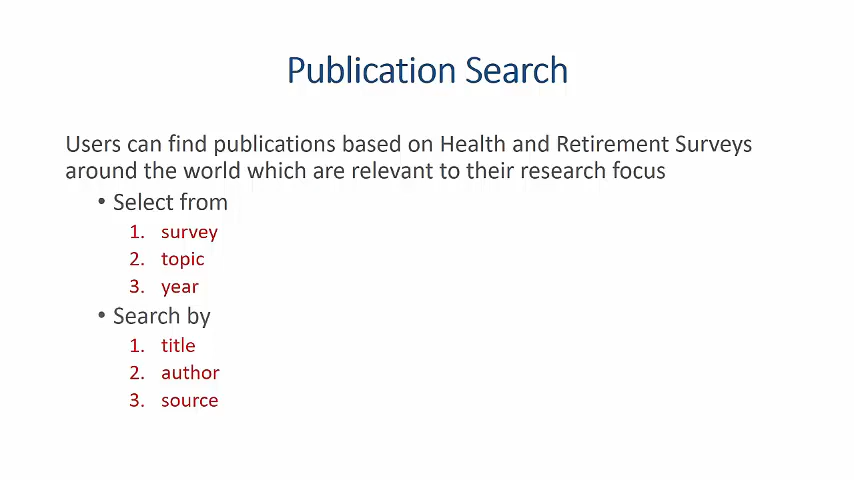 Publication Search
Users can find publications based on Health and Retirement Surveys
around the world which are relevant to their research focus
• Select from
1. survey
2. topic
3. year
• Search by
1. title
2. author
3. source